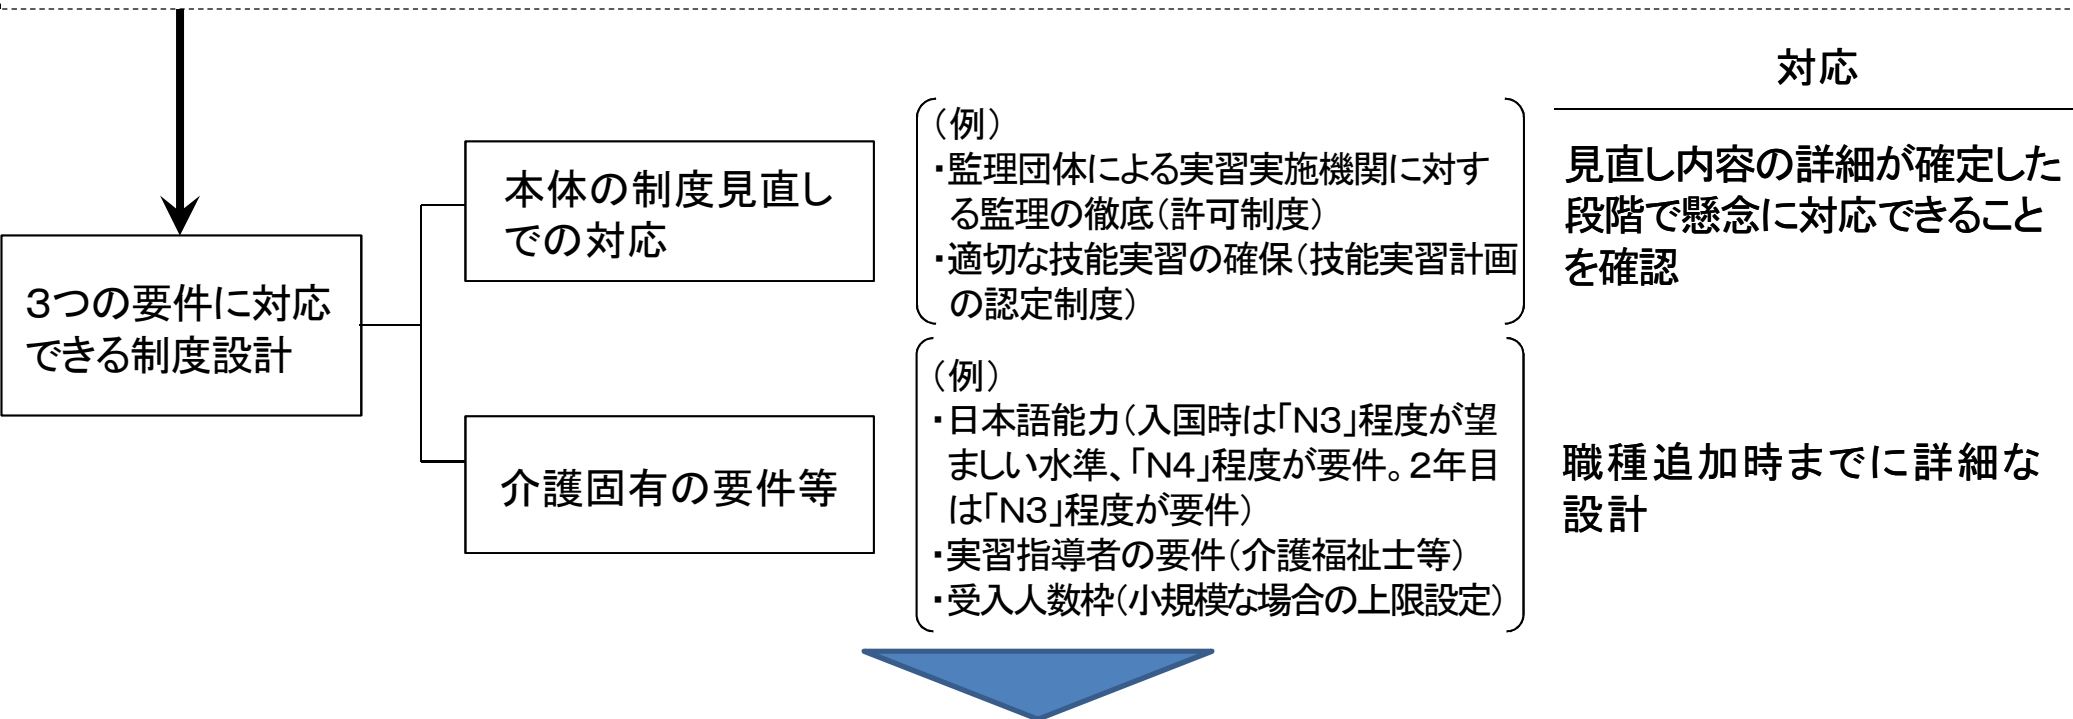 対応
3つの要件に対応
できる制度設計
本体の制度見直し
での対応
（例）
・監理団体による実習実施機関に対す
る監理の徹底（許可制度）
・適切な技能実習の確保（技能実習計画
の認定制度）
見直し内容の詳細が確定した
段階で懸念に対応できること
を確認
介護固有の要件等
（例）
・日本語能力（入国時は「N3」程度が望
ましい水準、「N4」程度が要件。2年目
は「N3」程度が要件）
・実習指導者の要件（介護福祉士等）
・受入人数枠（小規模な場合の上限設定）
職種追加時までに詳細な
設計